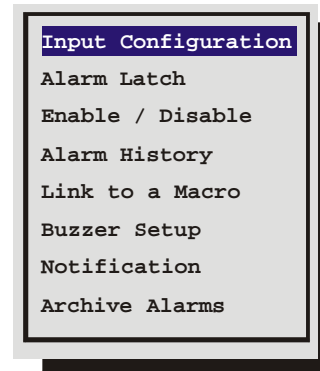 Input Configuration
Alarm Latch
Enable / Disable
Alarm History
Link to a Macro
Buzzer Setup
Notification
Archive Alarms